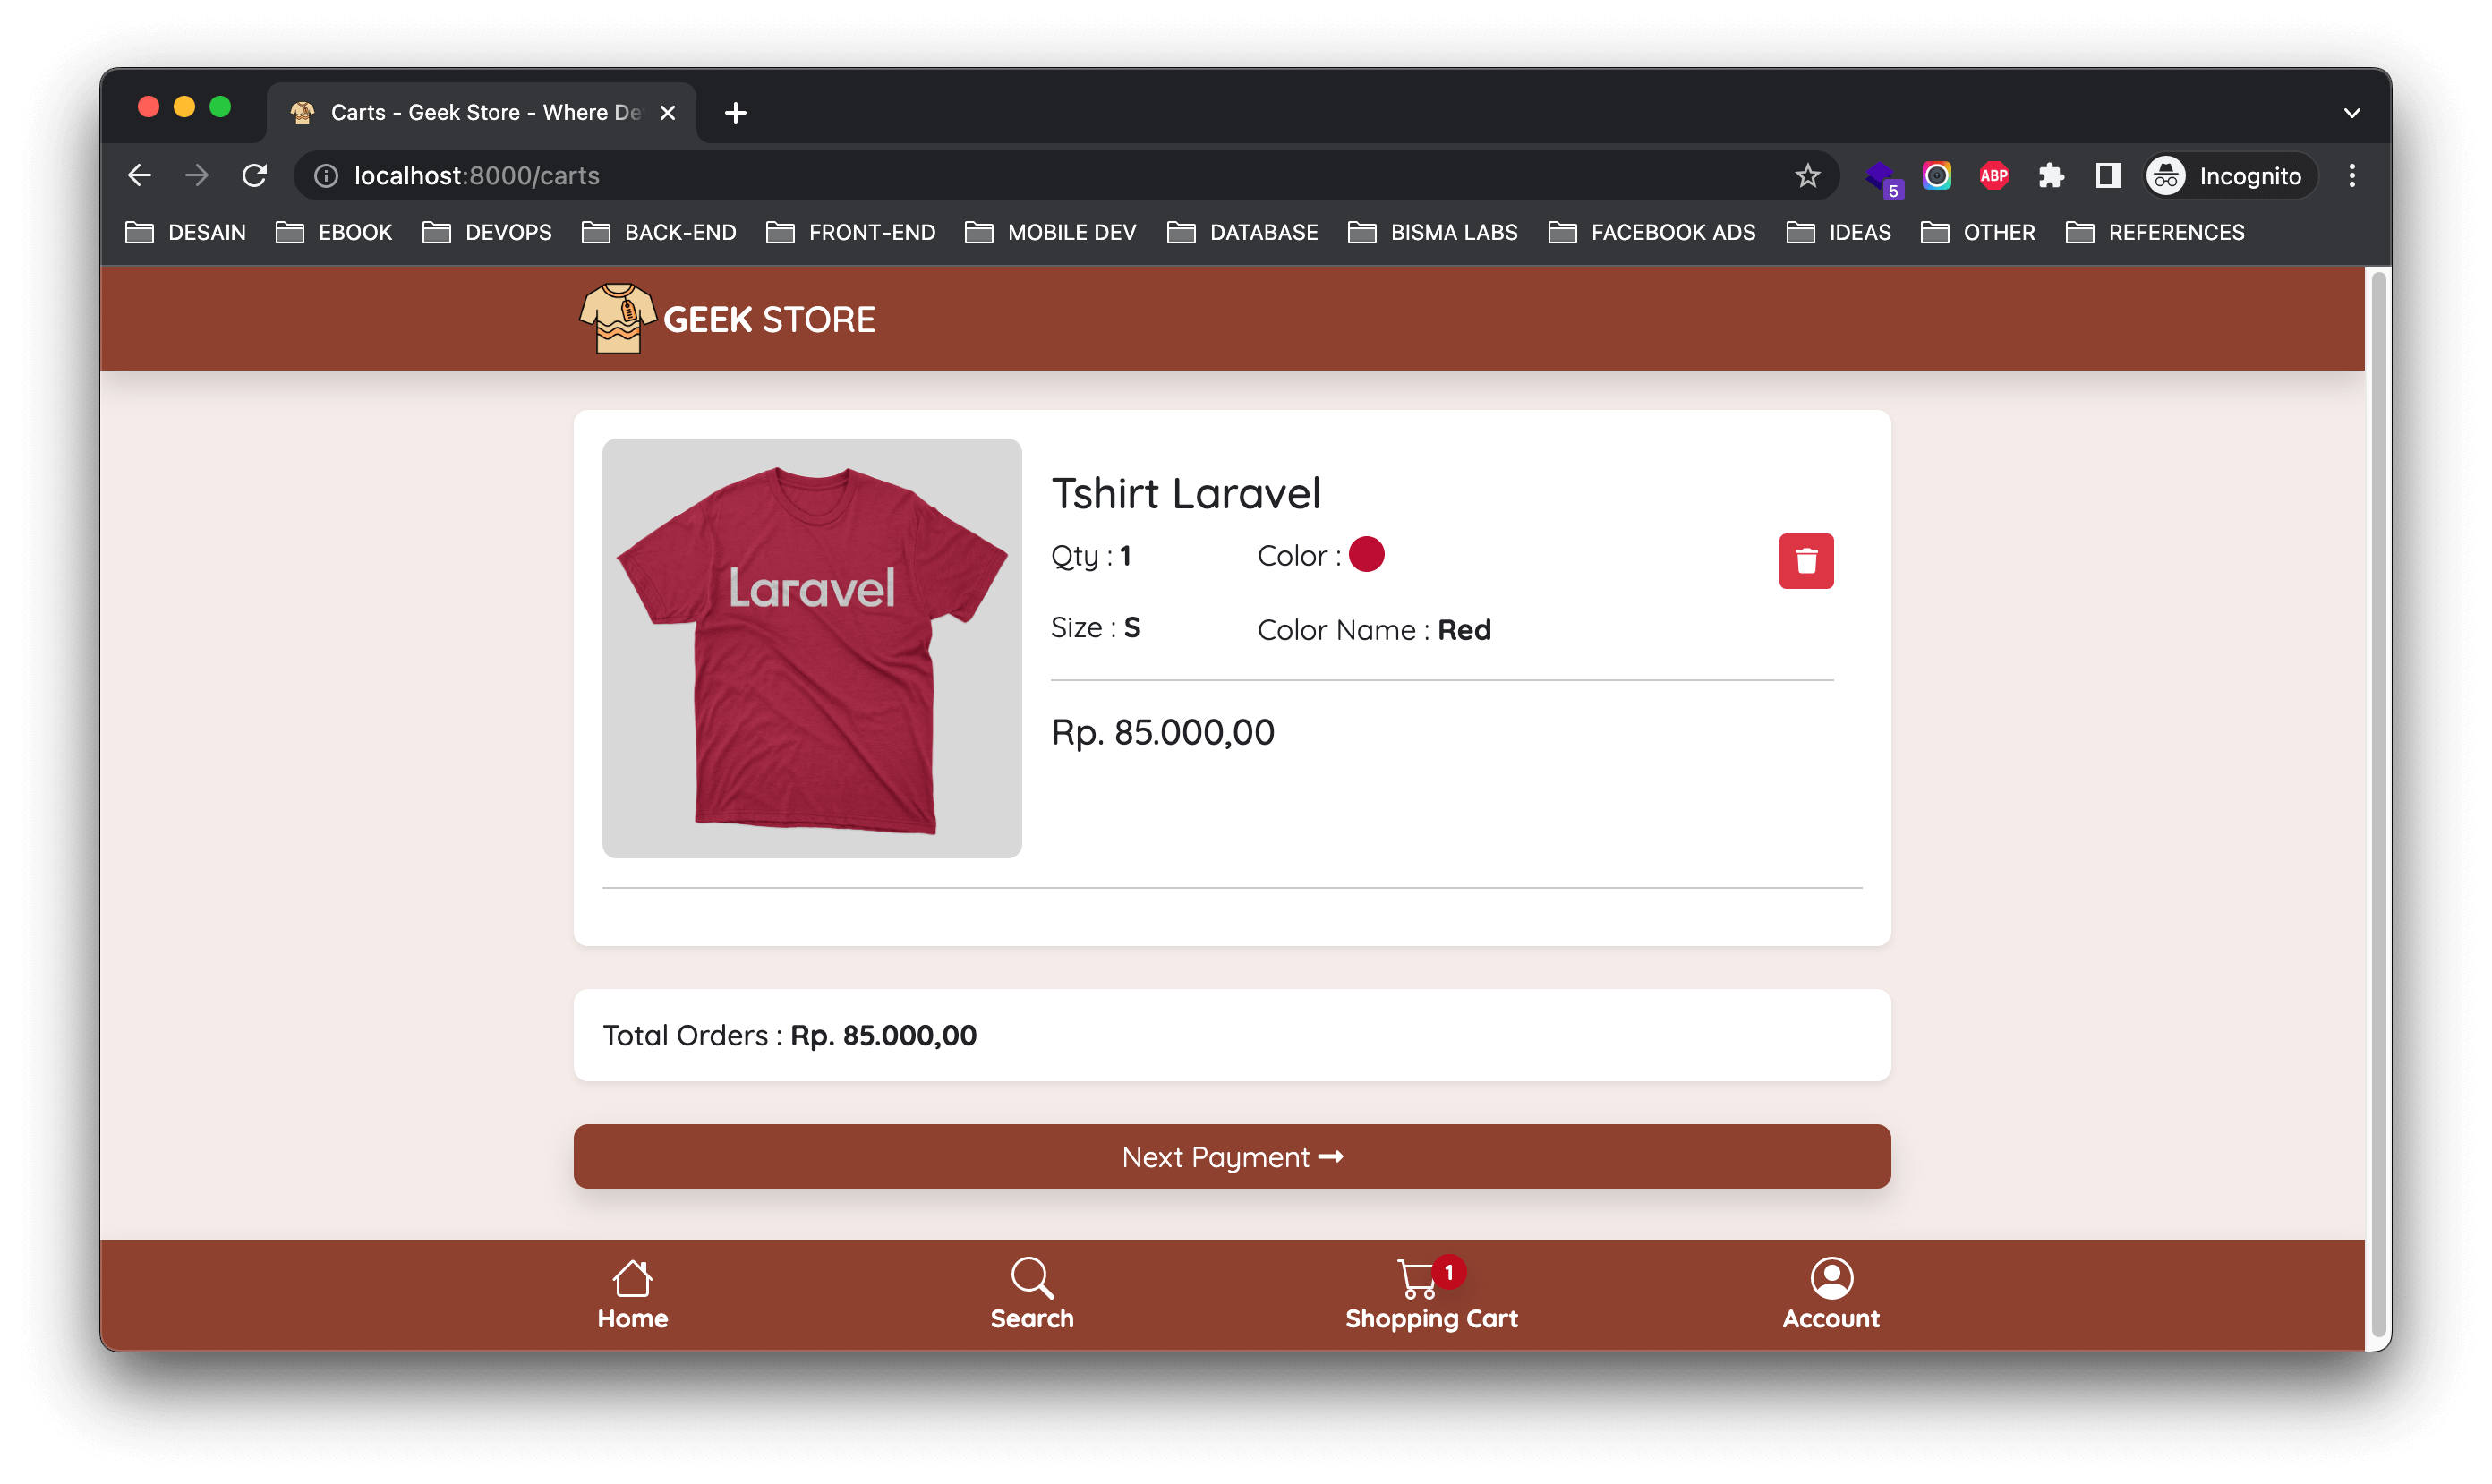 Carts - Geek Store - Where De
localhost:8000/carts
5
ABP
Incognito
DESAIN EBOOK DEVOPS BACK-END FRONT-END MOBILE DEV DATABASE BISMA LABS FACEBOOK ADS IDEAS OTHER REFERENCES
GEEK STORE
Laravel
Tshirt Laravel
Qty : 1 Color :
Size : S Color Name : Red
Rp. 85.000,00
Total Orders : Rp. 85.000,00
Next Payment
1
Home Search Shopping Cart Account